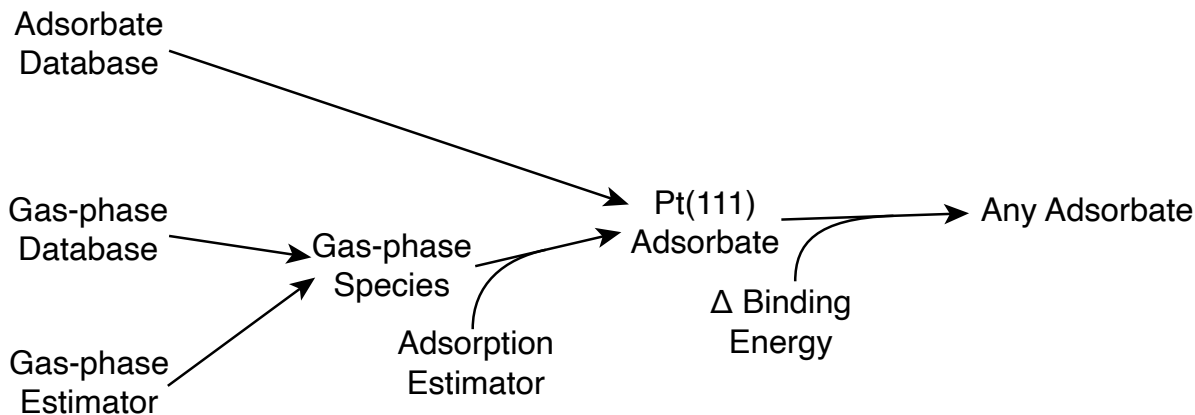 Adsorbate
Database
Gas-phase
Database
Gas-phase
Estimator
Gas-phase
Species
Adsorption
Estimator
Pt(111)
Adsorbate
Δ Binding
Energy
Any Adsorbate